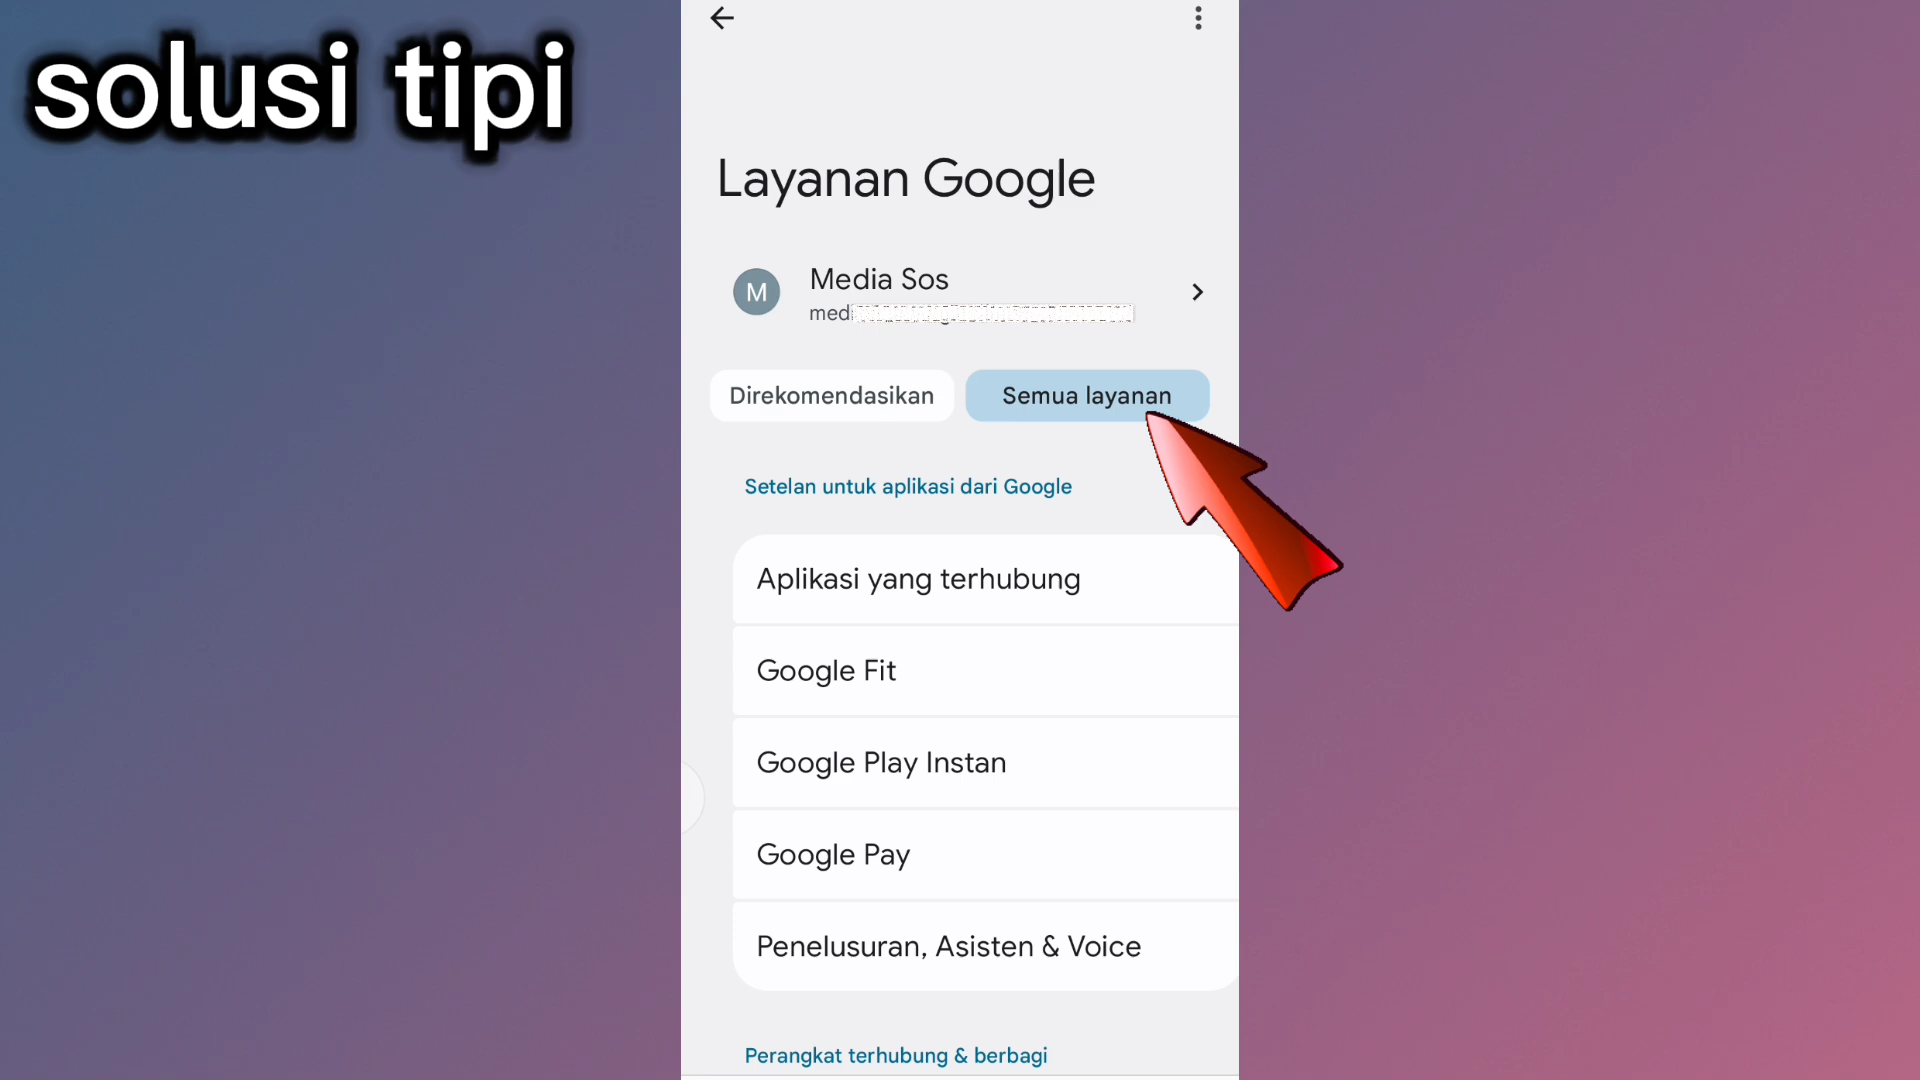 solusi tipi
Layanan Google
M
Media Sos
med
Direkomendasikan
Semua layanan
Setelan untuk aplikasi dari Google
Aplikasi yang terhubung
Google Fit
Google Play Instan
Google Pay
Penelusuran, Asisten & Voice
Perangkat terhubung & berbagi